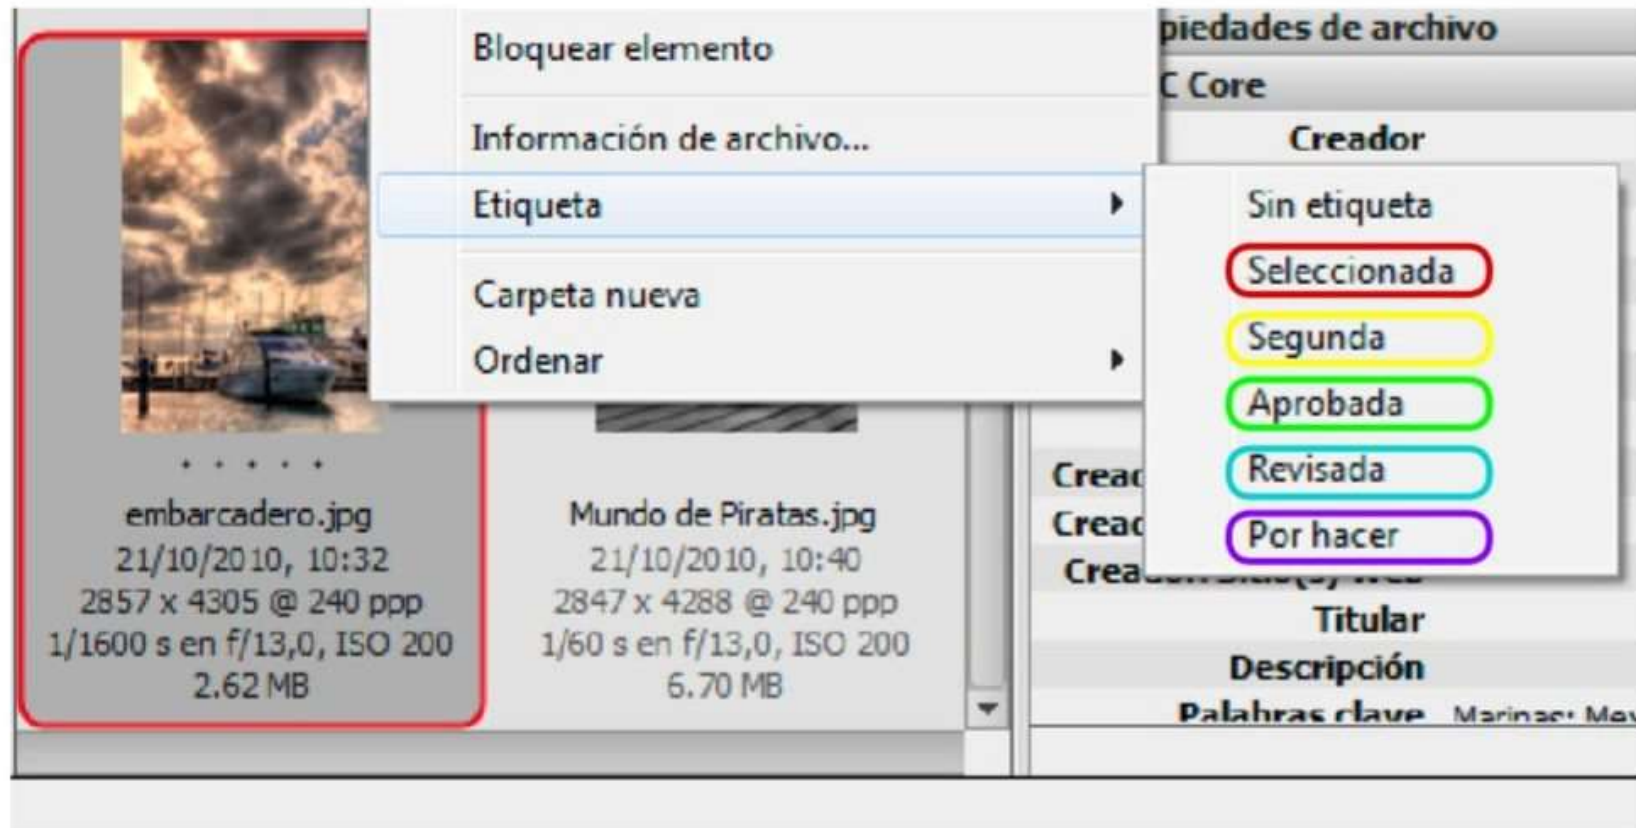 Bloquear elemento
Información de archivo...
Etiqueta
Carpeta nueva
Ordenar
piedades de archivo
C Core
Creador
Sin etiqueta
Seleccionada
Segunda
Aprobada
Revisada
Por hacer
embarcadero.jpg
21/10/2010, 10:32
2857 x 4305 @ 240 ppp
1/1600 s en f/13,0, ISO 200
2.62 MB
Mundo de Piratas.jpg
21/10/2010, 10:40
2847 x 4288 @ 240 ppp
1/60 s en f/13,0, ISO 200
6.70 MB
Titular
Descripción
Palabras clave Marinas;